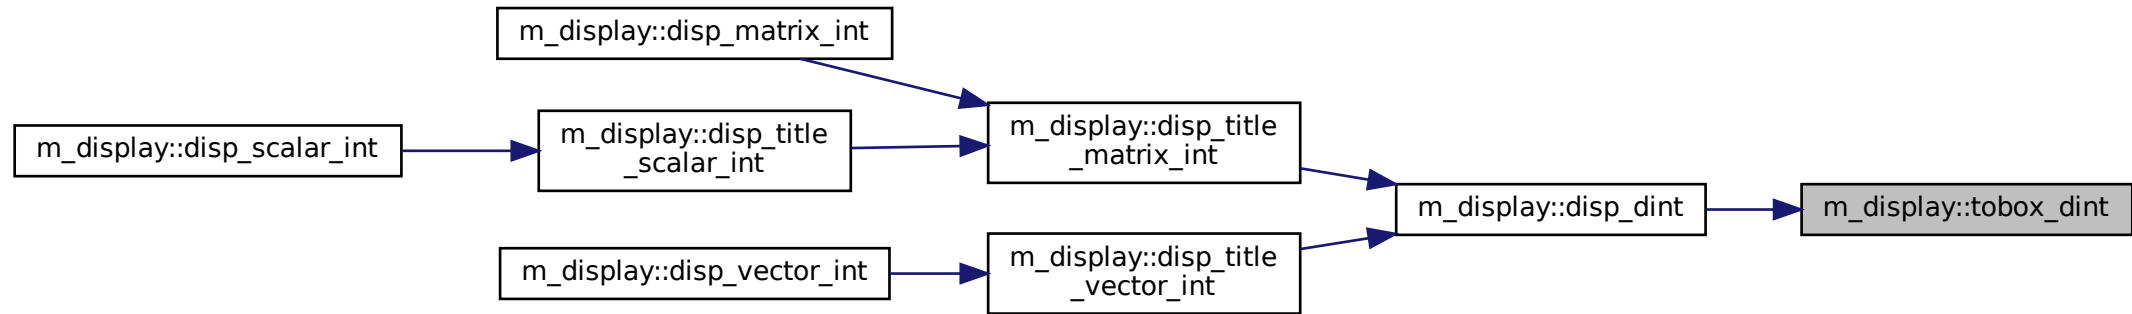 m_display::disp_matrix_int
m_display::disp_scalar_int
m_display::disp_title
_scalar_int
m_display::disp_title
_matrix_int
m_display::disp_vector_int
m_display::disp_title
_vector_int
m_display::disp_dint
m_display::tobox_dint